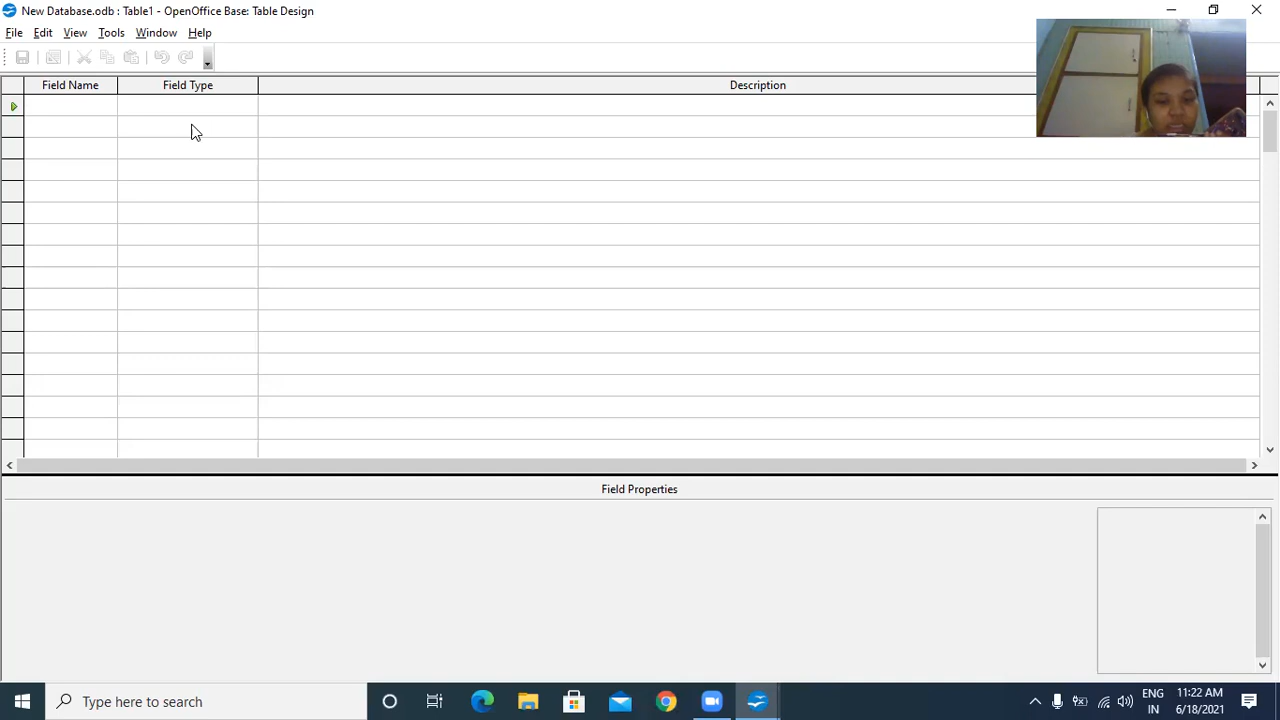 New Database.odb : Table1 - OpenOffice Base: Table Design
File Edit View Tools Window Help
Field Name Field Type Description
Field Properties
Type here to search
ENG 11:22 AM
IN 6/18/2021